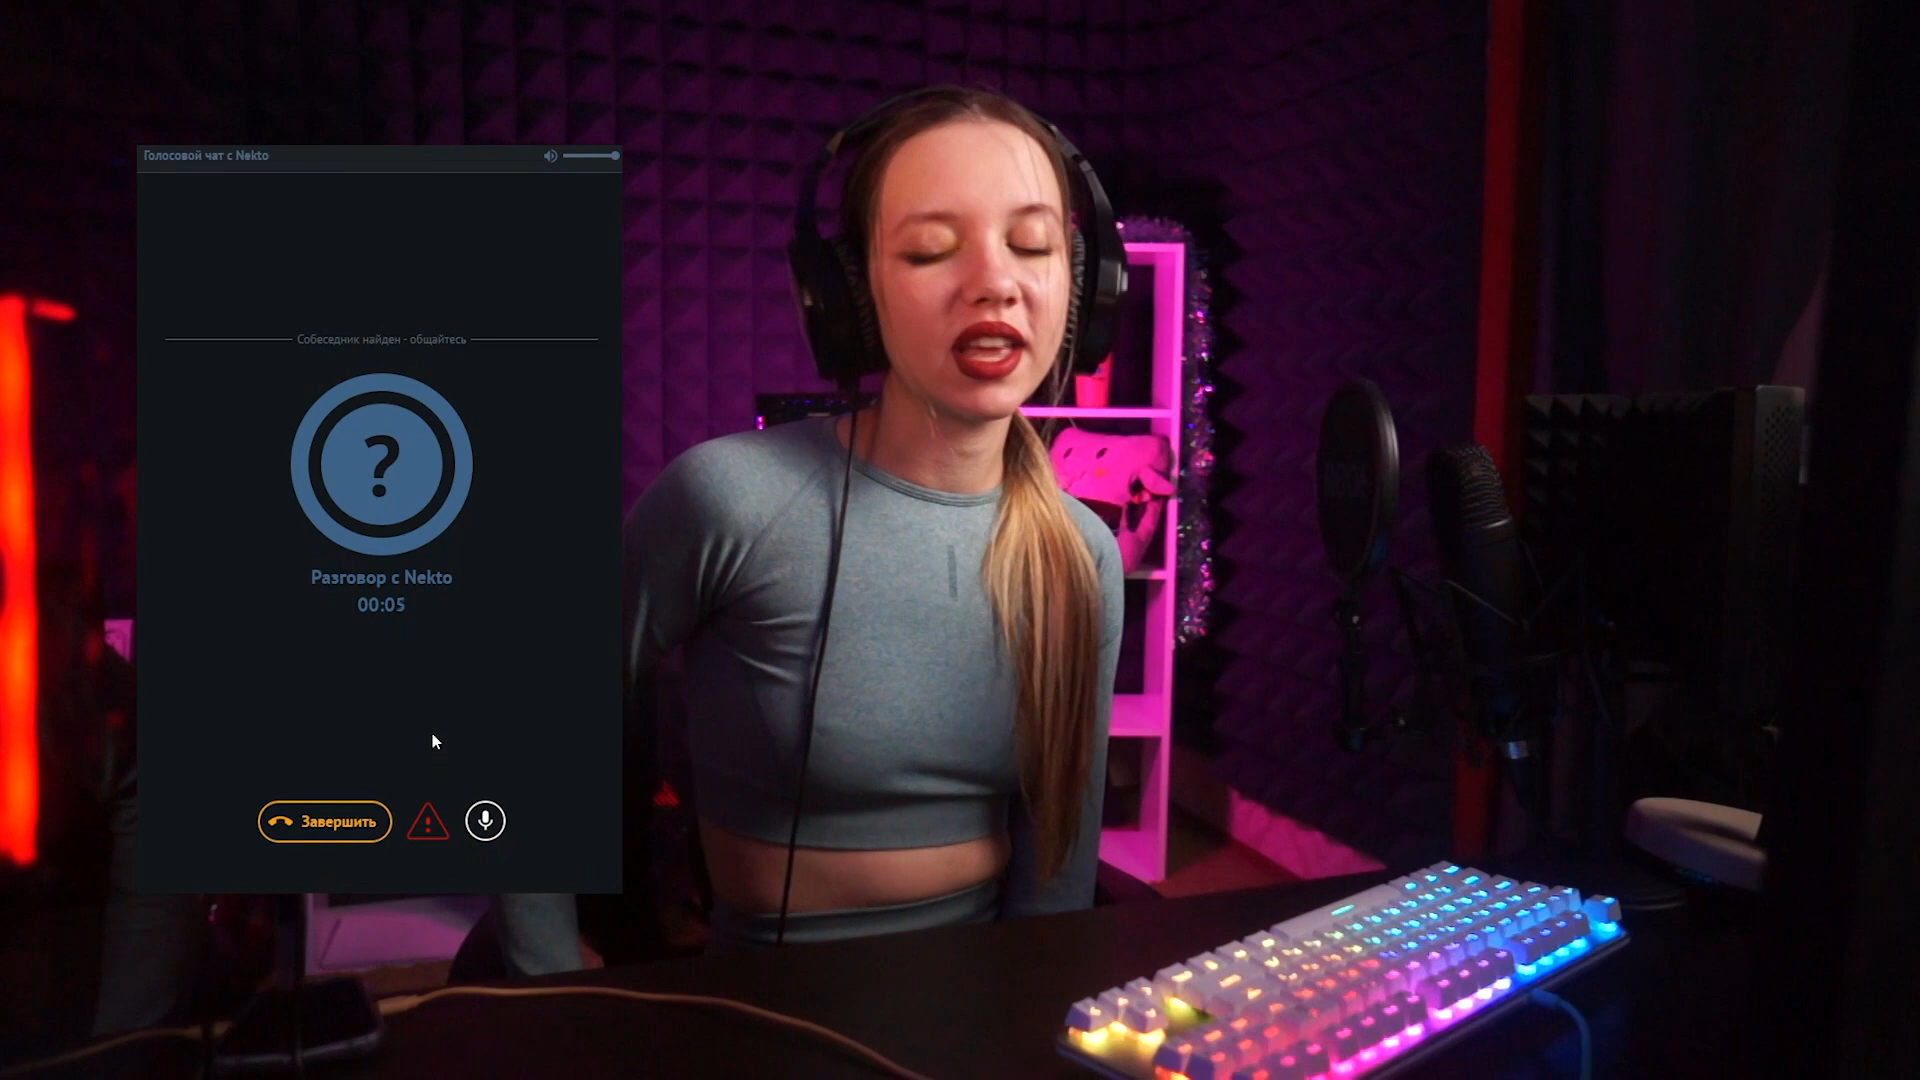 Голосовой чат с Nekto
Собеседник найден - общайтесь
?
Разговор с Nekto
00:05
Завершить